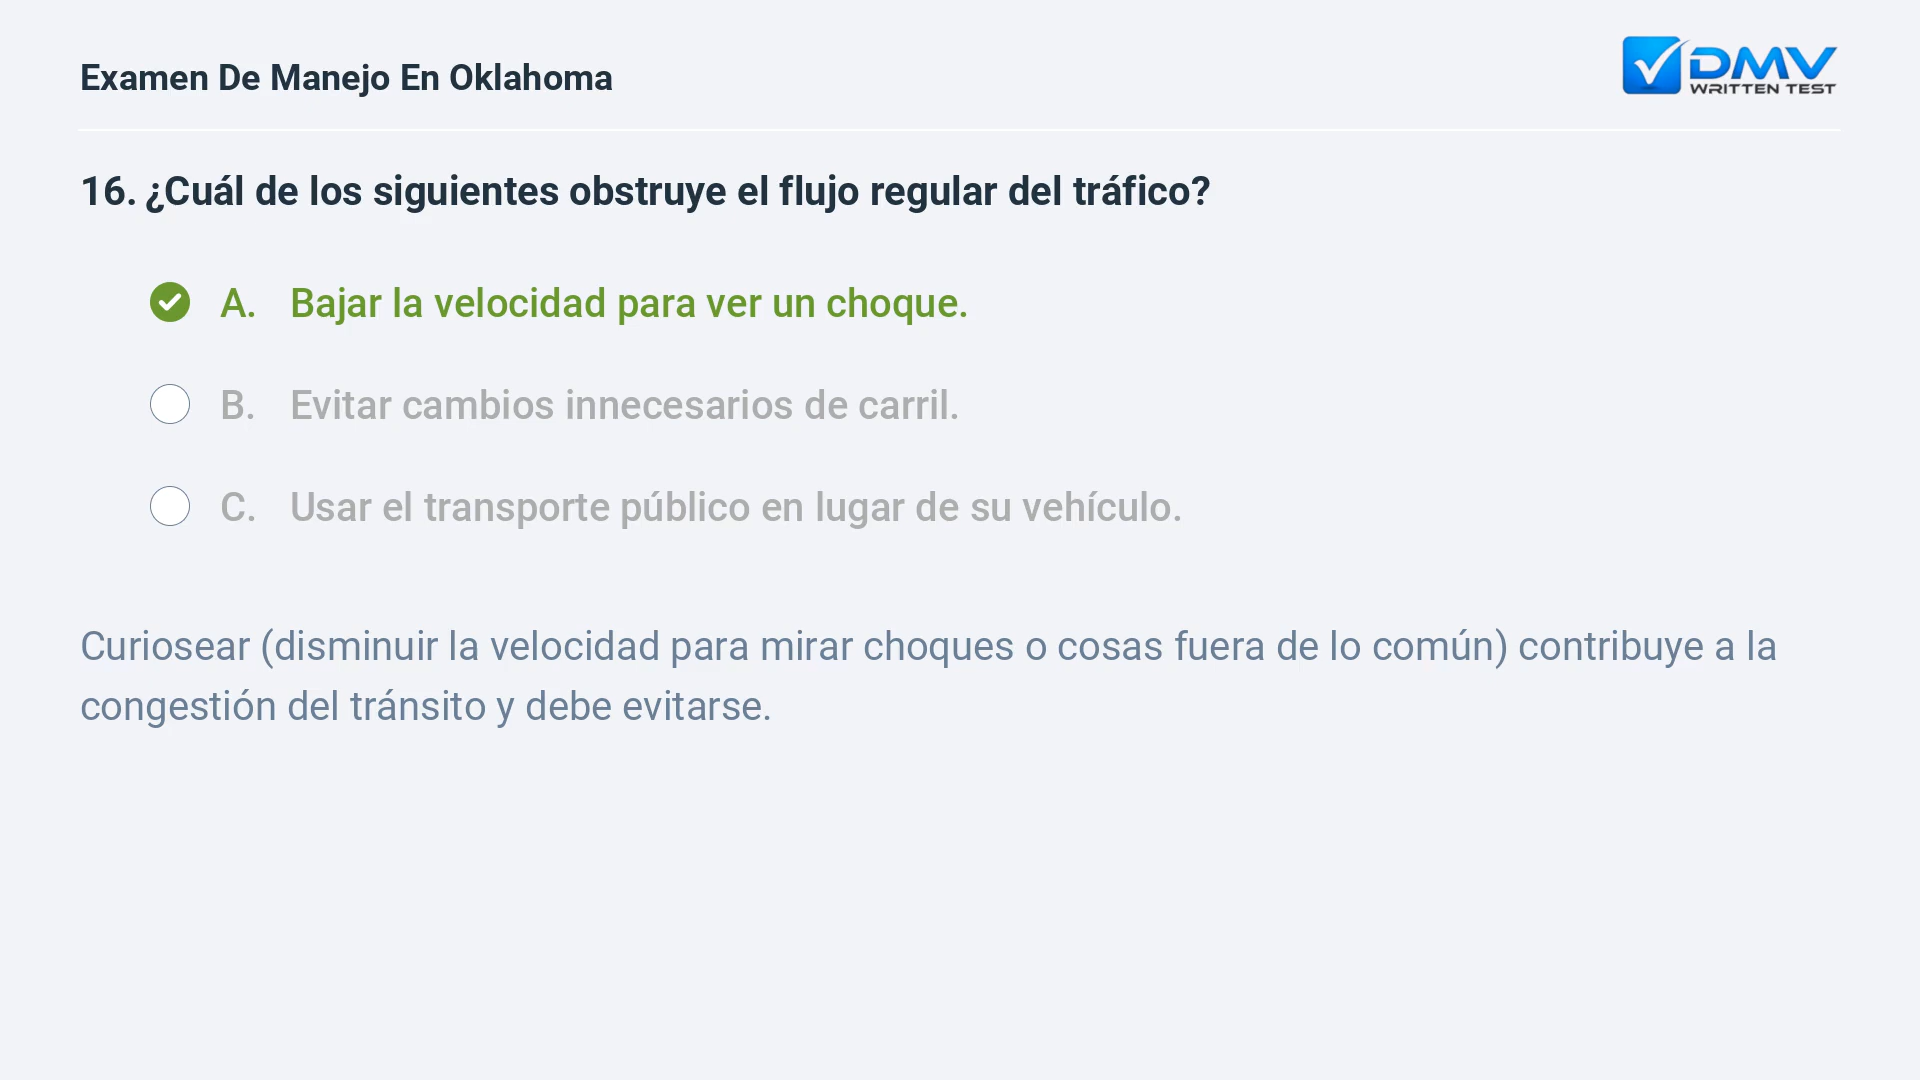 Examen De Manejo En Oklahoma
DMV
WRITTEN TEST
16. ¿Cuál de los siguientes obstruye el flujo regular del tráfico?
A. Bajar la velocidad para ver un choque.
B. Evitar cambios innecesarios de carril.
C. Usar el transporte público en lugar de su vehículo.
Curiosear (disminuir la velocidad para mirar choques o cosas fuera de lo común) contribuye a la
congestión del tránsito y debe evitarse.